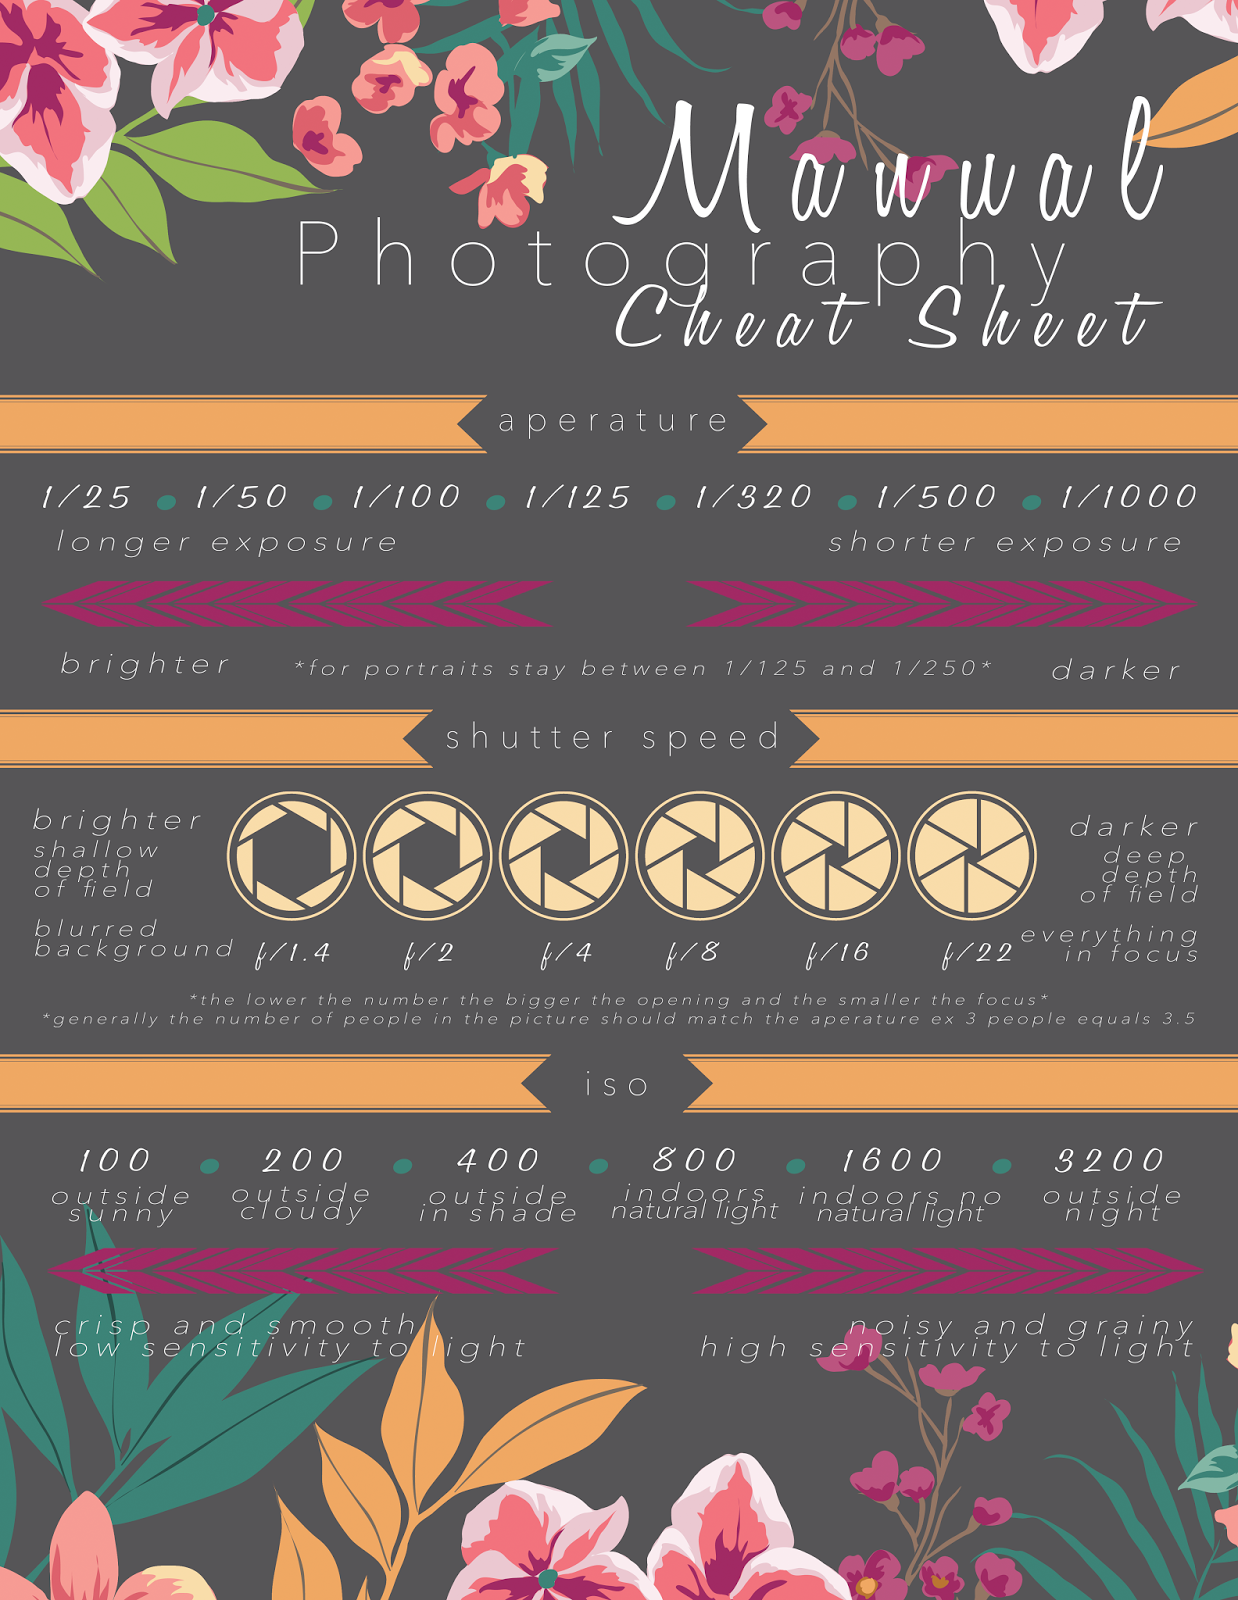 Manual
Photography
Cheat Sheet
aperature
1/25 1/50 1/100 1/125 1/320 1/500 1/1000
longer exposure shorter exposure
brighter *for portraits stay between 1/125 and 1/250* darker
shutter speed
brighter
shallow
depth
of field
blurred
background
darker
deep
depth
of field
everything
in focus
f/1.4 f/2 f/4 f/8 f/16 f/22
*the lower the number the bigger the opening and the smaller the focus*
*generally the number of people in the picture should match the aperature ex 3 people equals 3.5
iso
100 200 400 800 1600 3200
outside outside outside indoors indoors no outside
sunny cloudy in shade natural light natural light night
crisp and smooth noisy and grainy
low sensitivity to light high sensitivity to light